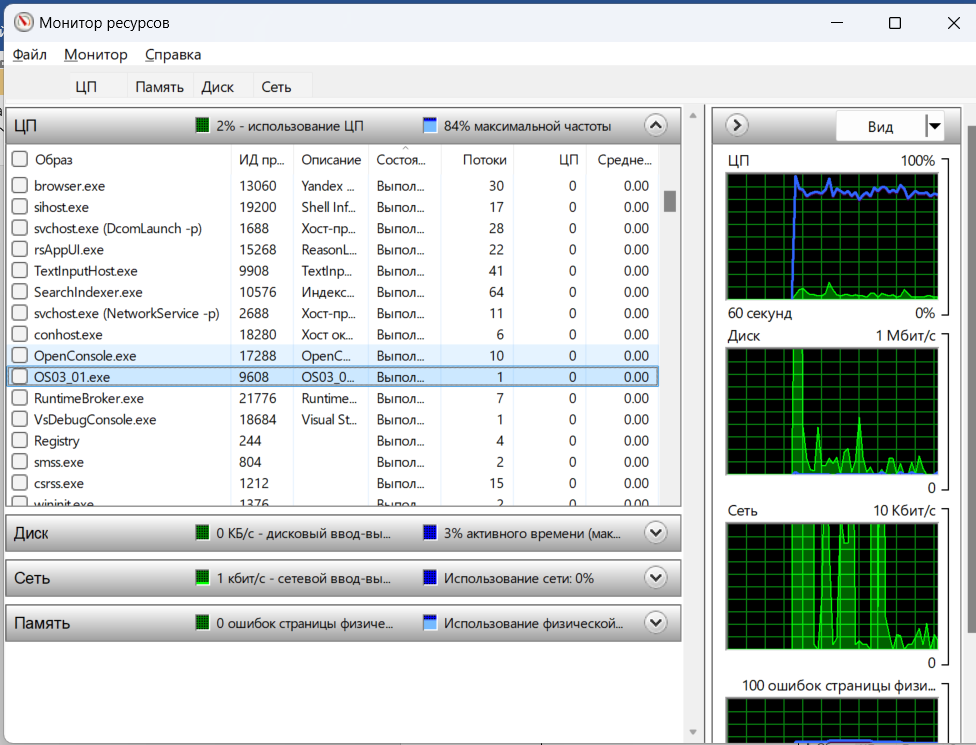 Монитор ресурсов
Файл Монитор Справка
ЦП Память Диск Сеть
ЦП 2% - использование ЦП 84% максимальной частоты
Образ ИД пр... Описание Состоя... Потоки ЦП Средне...
browser.exe 13060 Yandex ... Выпол... 30 0 0.00
sihost.exe 19200 Shell Inf... Выпол... 17 0 0.00
svchost.exe (DcomLaunch -p) 1688 Хост-пр... Выпол... 28 0 0.00
rsAppUI.exe 15268 ReasonL... Выпол... 22 0 0.00
TextInputHost.exe 9908 TextInp... Выпол... 41 0 0.00
SearchIndexer.exe 10576 Индекс... Выпол... 64 0 0.00
svchost.exe (NetworkService -p) 2688 Хост-пр... Выпол... 11 0 0.00
conhost.exe 18280 Хост ок... Выпол... 6 0 0.00
OpenConsole.exe 17288 OpenC... Выпол... 10 0 0.00
OS03_01.exe 9608 OS03_0... Выпол... 1 0 0.00
RuntimeBroker.exe 21776 Runtime... Выпол... 7 0 0.00
VsDebugConsole.exe 18684 Visual St... Выпол... 1 0 0.00
Registry 244 Выпол... 4 0 0.00
smss.exe 804 Выпол... 2 0 0.00
csrss.exe 1212 Выпол... 15 0 0.00
wininit.exe 1376 Выпол... 2 0 0.00
Диск 0 КБ/с - дисковый ввод-вы... 3% активного времени (мак...
Сеть 1 кбит/с - сетевой ввод-вы... Использование сети: 0%
Память 0 ошибок страницы физиче... Использование физической...
Вид
ЦП 100%
60 секунд 0%
Диск 1 Мбит/с
0
Сеть 10 Кбит/с
0
100 ошибок страницы физи...